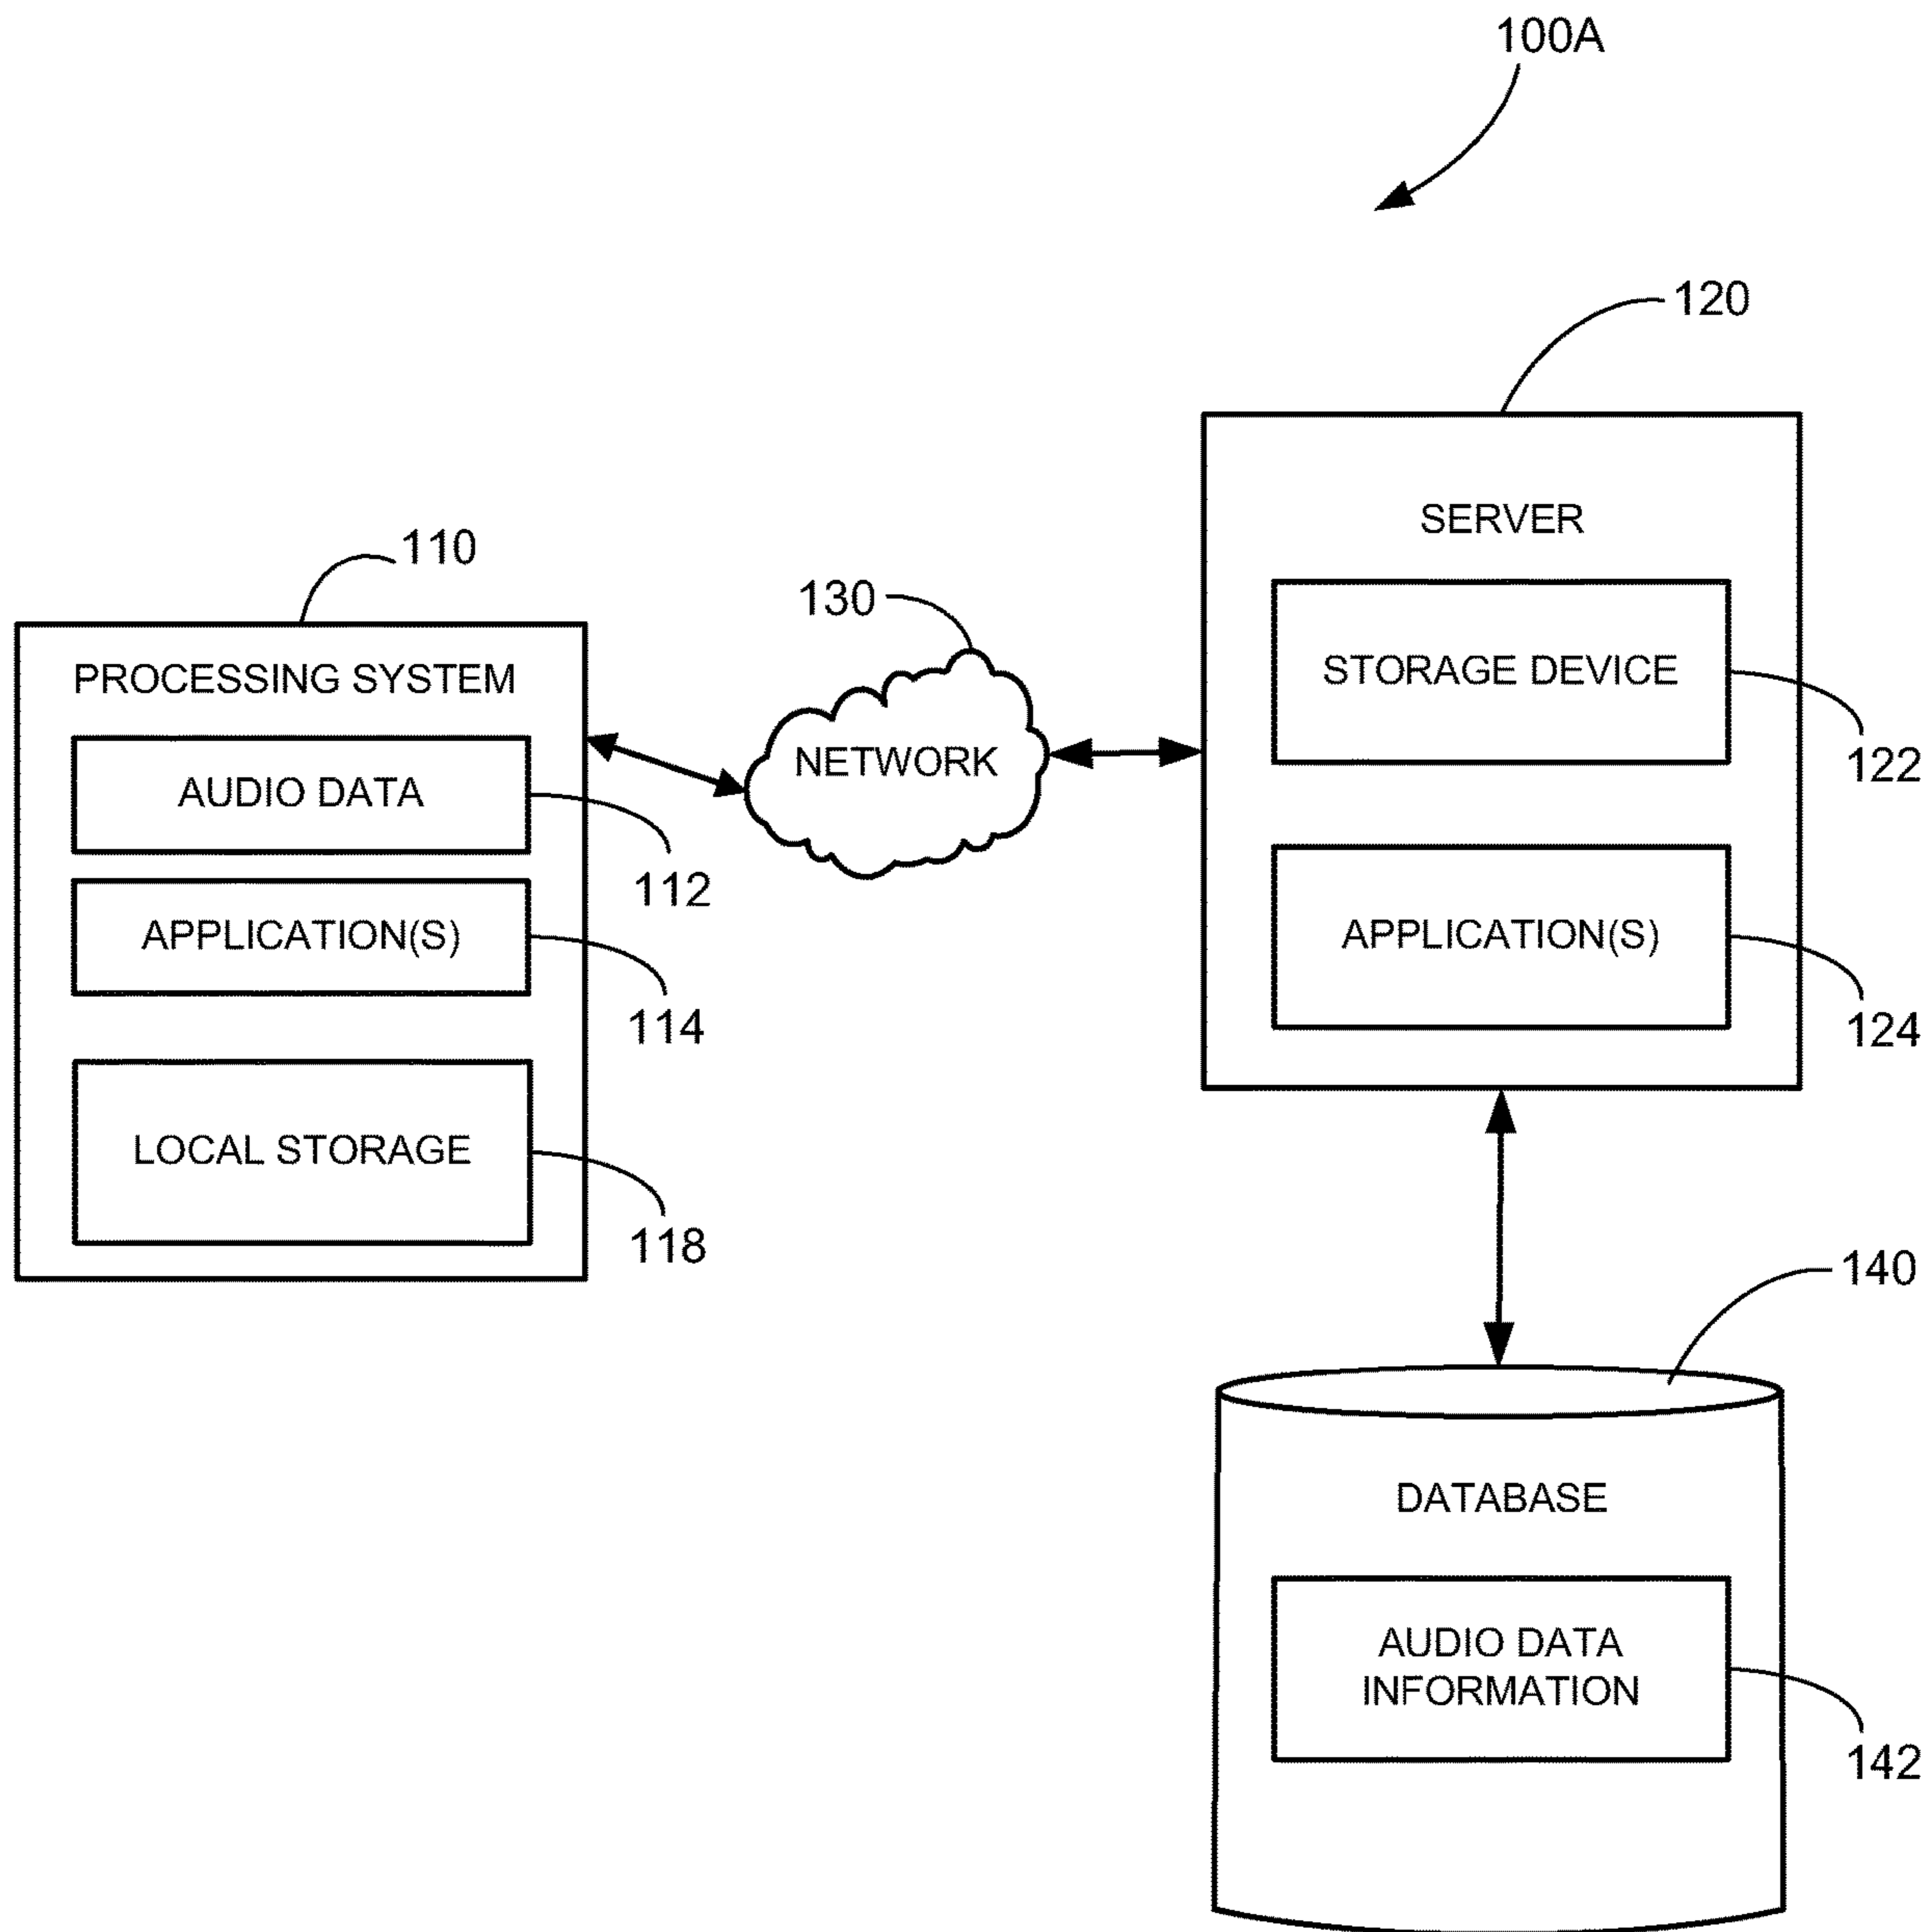 100A
120
SERVER
110
130
STORAGE DEVICE
PROCESSING SYSTEM
NETWORK
122
AUDIO DATA
112
APPLICATION(S)
APPLICATION(S)
114
124
LOCAL STORAGE
118
140
DATABASE
AUDIO DATA
INFORMATION
142